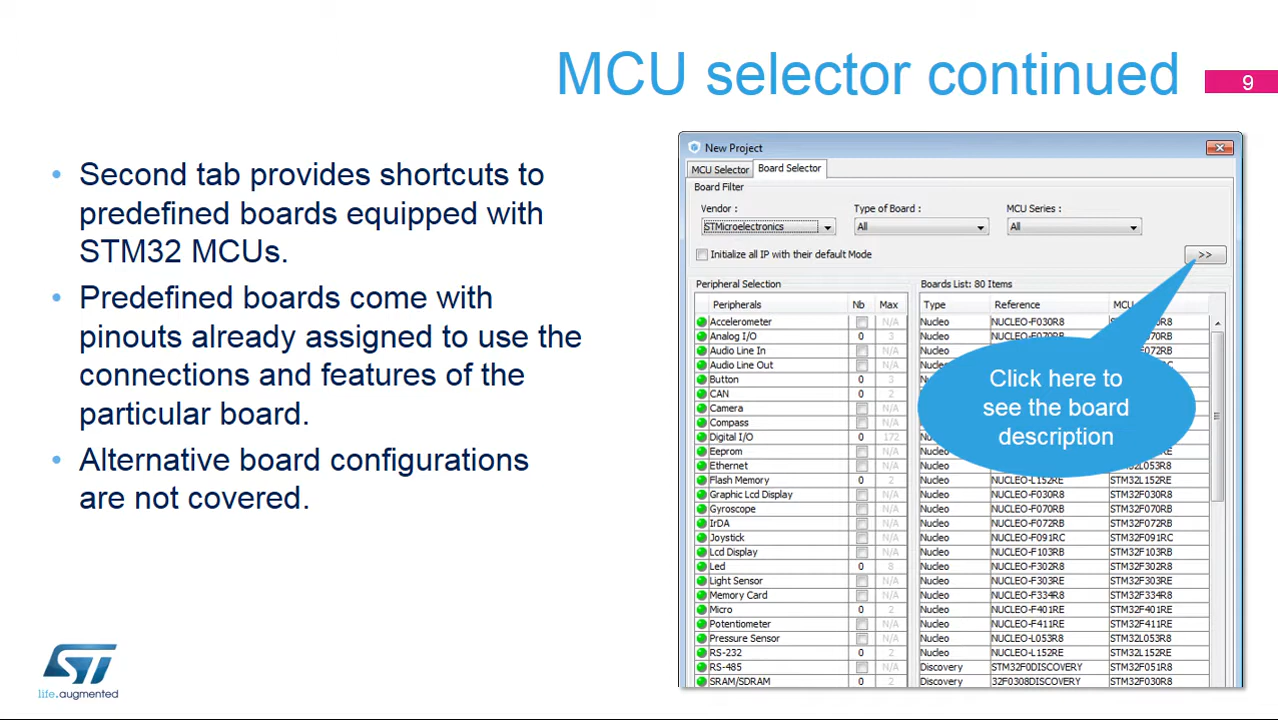 MCU selector continued
9
• Second tab provides shortcuts to
predefined boards equipped with
STM32 MCUs.
• Predefined boards come with
pinouts already assigned to use the
connections and features of the
particular board.
• Alternative board configurations
are not covered.
New Project
MCU Selector Board Selector
Board Filter
Vendor : Type of Board : MCU Series :
STMicroelectronics All All
Initialize all IP with their default Mode >>
Peripheral Selection
Peripherals Nb Max
Accelerometer N/A
Analog I/O 0 3
Audio Line In N/A
Audio Line Out N/A
Button 0 3
CAN 0 2
Camera N/A
Compass N/A
Digital I/O 0 172
Eeprom N/A
Ethernet N/A
Flash Memory 0 2
Graphic Lcd Display N/A
Gyroscope N/A
IrDA N/A
Joystick N/A
Lcd Display N/A
Led 0 8
Light Sensor N/A
Memory Card N/A
Micro 0 2
Potentiometer N/A
Pressure Sensor N/A
RS-232 0 2
RS-485 N/A
SRAM/SDRAM 0 2
Boards List: 80 Items
Type Reference MCU
Nucleo NUCLEO-F030R8
Nucleo
Nucleo
Click here to
see the board
description
Nucleo NUCLEO-L152RE STM32L152RE
Nucleo NUCLEO-F030R8 STM32F030R8
Nucleo NUCLEO-F070RB STM32F070RB
Nucleo NUCLEO-F072RB STM32F072RB
Nucleo NUCLEO-F091RC STM32F091RC
Nucleo NUCLEO-F103RB STM32F103RB
Nucleo NUCLEO-F302R8 STM32F302R8
Nucleo NUCLEO-F303RE STM32F303RE
Nucleo NUCLEO-F334R8 STM32F334R8
Nucleo NUCLEO-F401RE STM32F401RE
Nucleo NUCLEO-F411RE STM32F411RE
Nucleo NUCLEO-L053R8 STM32L053R8
Nucleo NUCLEO-L152RE STM32L152RE
Discovery STM32F0DISCOVERY STM32F051R8
Discovery 32F0308DISCOVERY STM32F030R8
ST
life.augmented